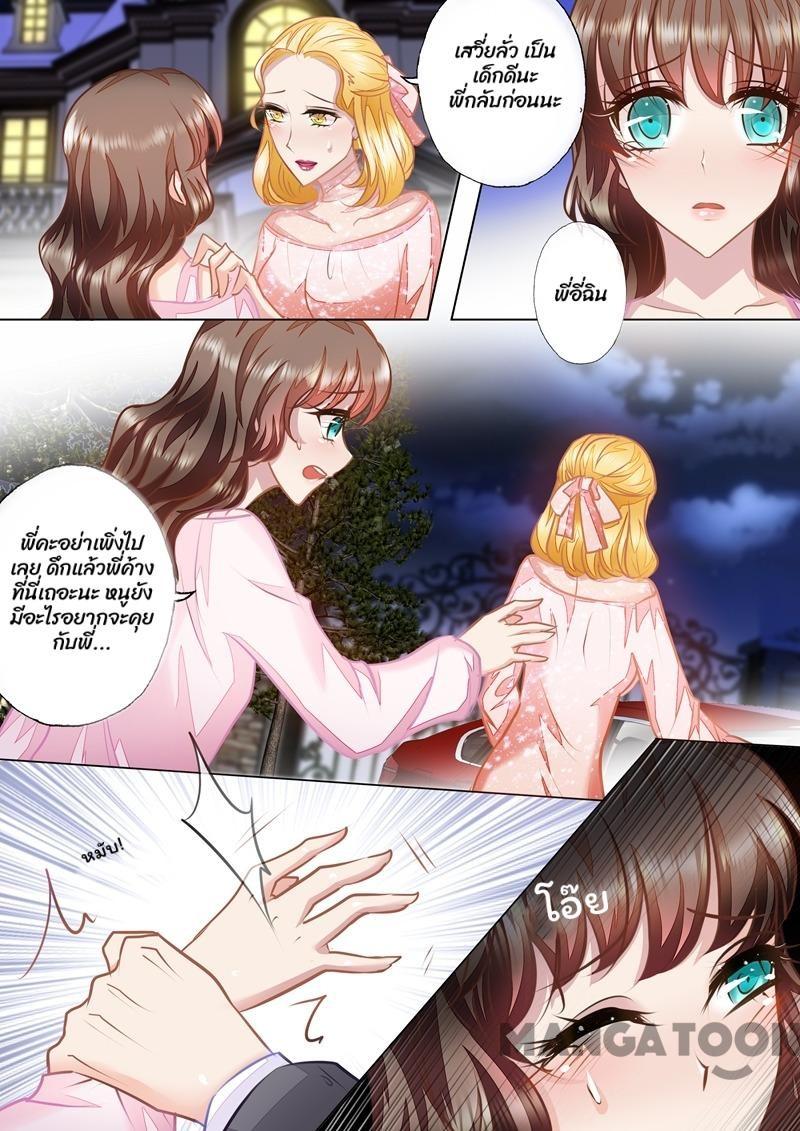 เสวี่ยลั่ว เป็น
เด็กดีนะ
พี่กลับก่อนนะ
พี่อี่ฉิน
พี่คะอย่าเพิ่งไป
เลย ดึกแล้วพี่ค้าง
ที่นี่เถอะนะ หนูยัง
มีอะไรอยากจะคุย
กับพี่...
หมับ!
โอ๊ย
MANGATOON